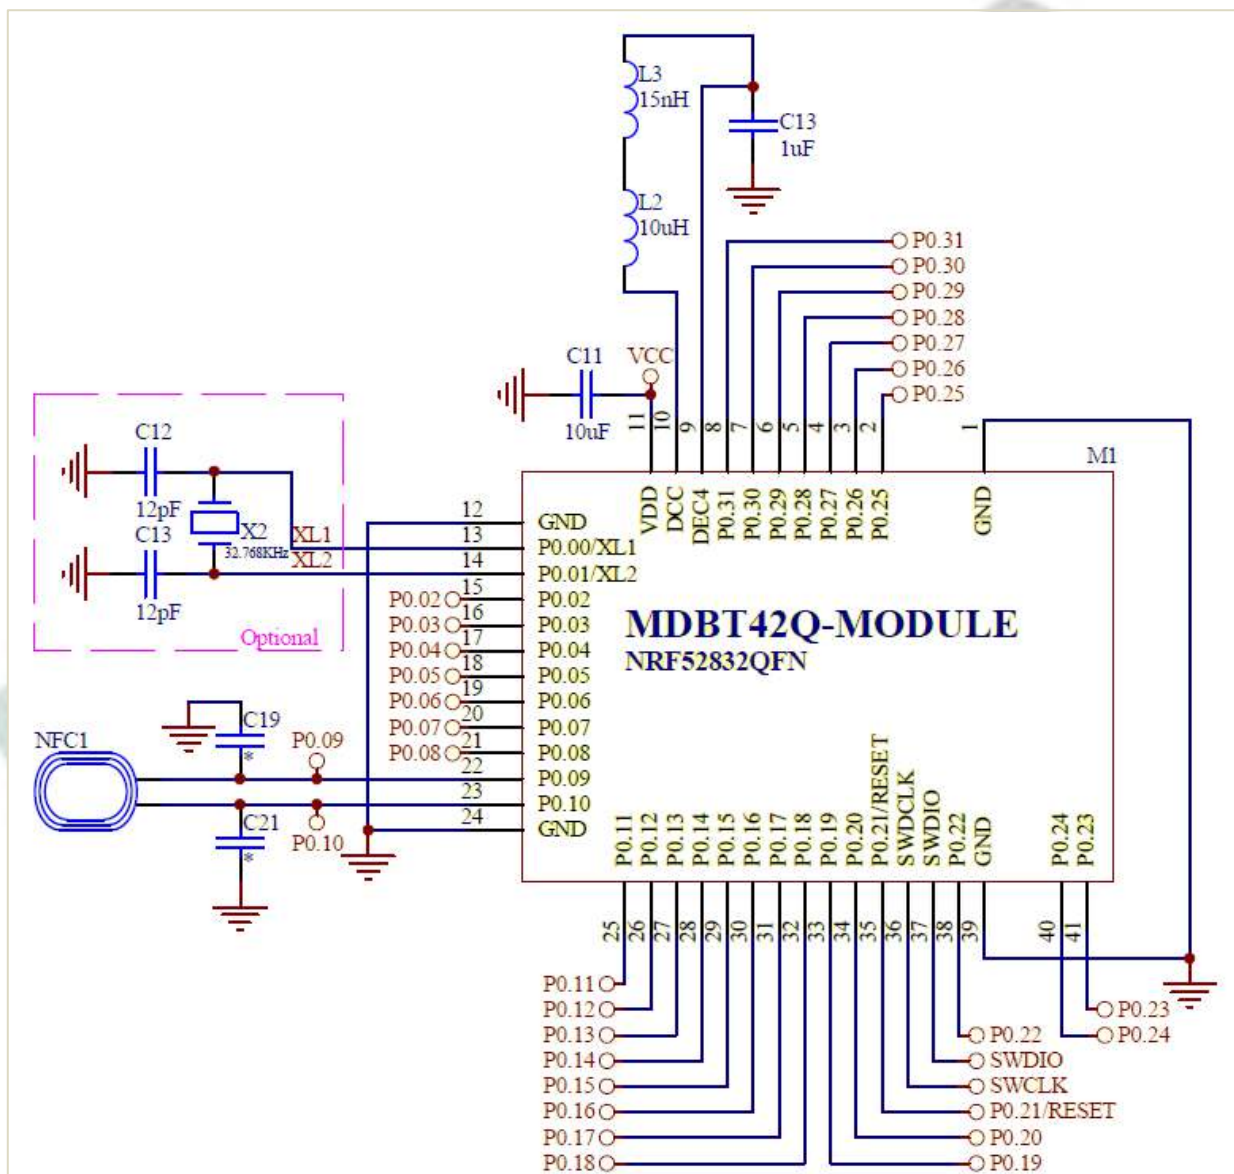 L3
15nH
C13
1uF
L2
10uH
P0.31
P0.30
P0.29
P0.28
P0.27
P0.26
P0.25
C11
VCC
10uF
11
10
9
8
7
6
5
4
3
2
1
M1
VDD
DCC
DEC4
P0.31
P0.30
P0.29
P0.28
P0.27
P0.26
P0.25
GND
C12
12pF
C13
12pF
X2
32.768KHz
XL1
XL2
Optional
12 GND
13 P0.00/XL1
14 P0.01/XL2
P0.02 15 P0.02
P0.03 16 P0.03
P0.04 17 P0.04
P0.05 18 P0.05
P0.06 19 P0.06
P0.07 20 P0.07
P0.08 21 P0.08
22 P0.09
23 P0.10
24 GND
MDBT42Q-MODULE
NRF52832QFN
NFC1
C19
*
P0.09
C21
*
P0.10
P0.11
P0.12
P0.13
P0.14
P0.15
P0.16
P0.17
P0.18
P0.19
P0.20
P0.21/RESET
SWDCLK
SWDIO
P0.22
GND
P0.24
P0.23
25
26
27
28
29
30
31
32
33
34
35
36
37
38
39
40
41
P0.11
P0.12
P0.13
P0.14
P0.15
P0.16
P0.17
P0.18
P0.23
P0.24
P0.22
SWDIO
SWCLK
P0.21/RESET
P0.20
P0.19